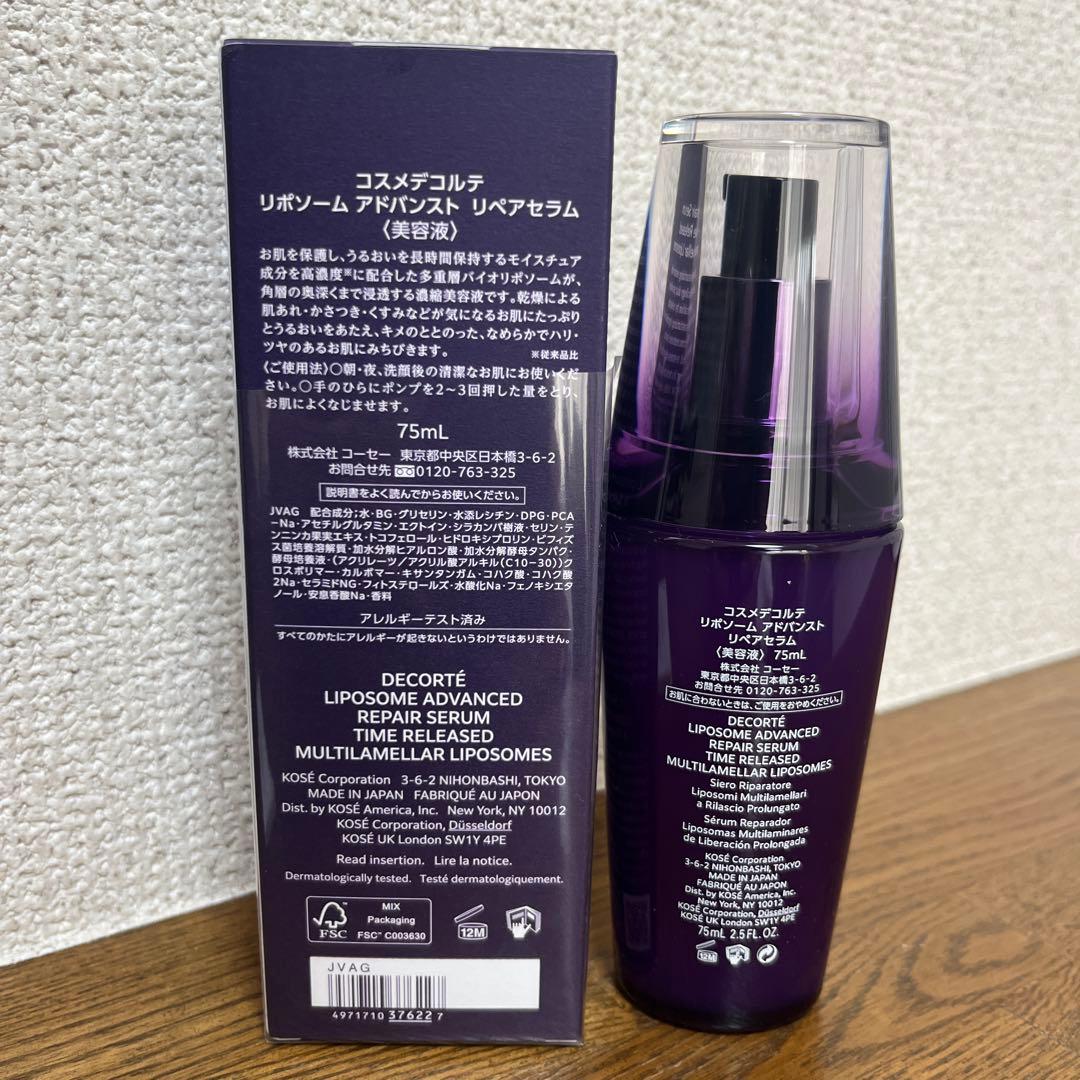 コスメデコルテ
リポソーム アドバンスト リペアセラム
〈美容液〉
お肌を保護し、うるおいを長時間保持するモイスチュア
成分を高濃度※に配合した多重層バイオリポソームが、
角層の奥深くまで浸透する濃縮美容液です。乾燥による
肌あれ・かさつき・くすみなどが気になるお肌にたっぷり
とうるおいをあたえ、キメのととのった、なめらかでハリ・
ツヤのあるお肌にみちびきます。 ※従来品比
〈ご使用法〉○朝・夜、洗顔後の清潔なお肌にお使いくだ
さい。○手のひらにポンプを2〜3回押した量をとり、
お肌によくなじませます。
75mL
株式会社 コーセー 東京都中央区日本橋3-6-2
お問合せ先 0120-763-325
説明書をよく読んでからお使いください。
JVAG 配合成分;水・BG・グリセリン・水添レシチン・DPG・PCA
-Na・アセチルグルタミン・エクトイン・シラカンバ樹液・セリン・テ
ンニンカ果実エキス・トコフェロール・ヒドロキシプロリン・ビフィズ
ス菌培養溶解質・加水分解ヒアルロン酸・加水分解酵母タンパク・
酵母培養液・(アクリレーツ/アクリル酸アルキル(C10-30))ク
ロスポリマー・カルボマー・キサンタンガム・コハク酸・コハク酸
2Na・セラミドNG・フィトステロールズ・水酸化Na・フェノキシエタ
ノール・安息香酸Na・香料
アレルギーテスト済み
すべてのかたにアレルギーが起きないというわけではありません。
DECORTÉ
LIPOSOME ADVANCED
REPAIR SERUM
TIME RELEASED
MULTILAMELLAR LIPOSOMES
KOSÉ Corporation 3-6-2 NIHONBASHI, TOKYO
MADE IN JAPAN FABRIQUÉ AU JAPON
Dist. by KOSÉ America, Inc. New York, NY 10012
KOSÉ Corporation, Düsseldorf
KOSÉ UK London SW1Y 4PE
Read insertion. Lire la notice.
Dermatologically tested. Testé dermatologiquement.
FSC
MIX
Packaging
FSC™ C003630
12M
JVAG
4971710 37622 7
コスメデコルテ
リポソーム アドバンスト
リペアセラム
〈美容液〉 75mL
株式会社 コーセー
東京都中央区日本橋3-6-2
お問合せ先 0120-763-325
お肌に合わないときは、ご使用をおやめください。
DECORTÉ
LIPOSOME ADVANCED
REPAIR SERUM
TIME RELEASED
MULTILAMELLAR LIPOSOMES
Siero Riparatore
Liposomi Multilamellari
a Rilascio Prolungato
Sérum Reparador
Liposomas Multilaminares
de Liberación Prolongada
KOSÉ Corporation
3-6-2 NIHONBASHI, TOKYO
MADE IN JAPAN
FABRIQUÉ AU JAPON
Dist. by KOSÉ America, Inc.
New York, NY 10012
KOSÉ Corporation, Düsseldorf
KOSÉ UK London SW1Y 4PE
75mL 2.5 FL. OZ.
12M